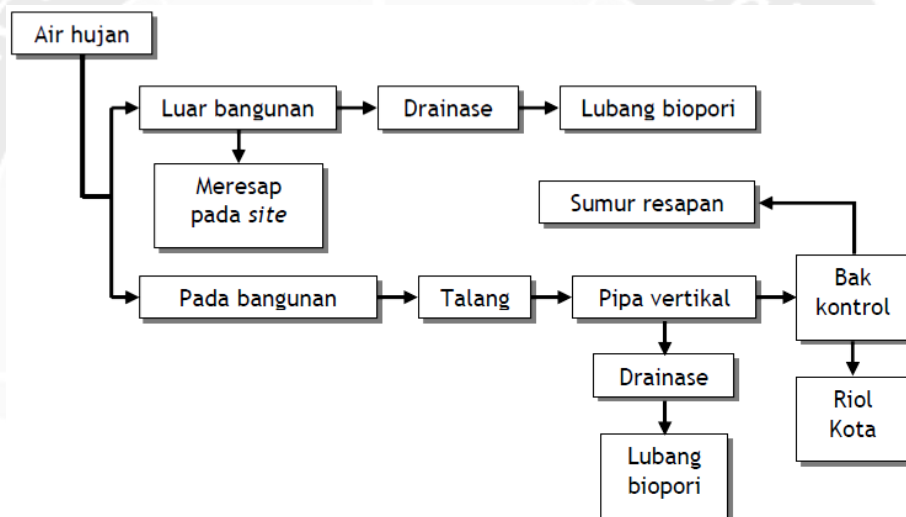 Air hujan
Luar bangunan
Drainase
Lubang biopori
Meresap
pada site
Sumur resapan
Pada bangunan
Talang
Pipa vertikal
Bak
kontrol
Drainase
Riol
Kota
Lubang
biopori